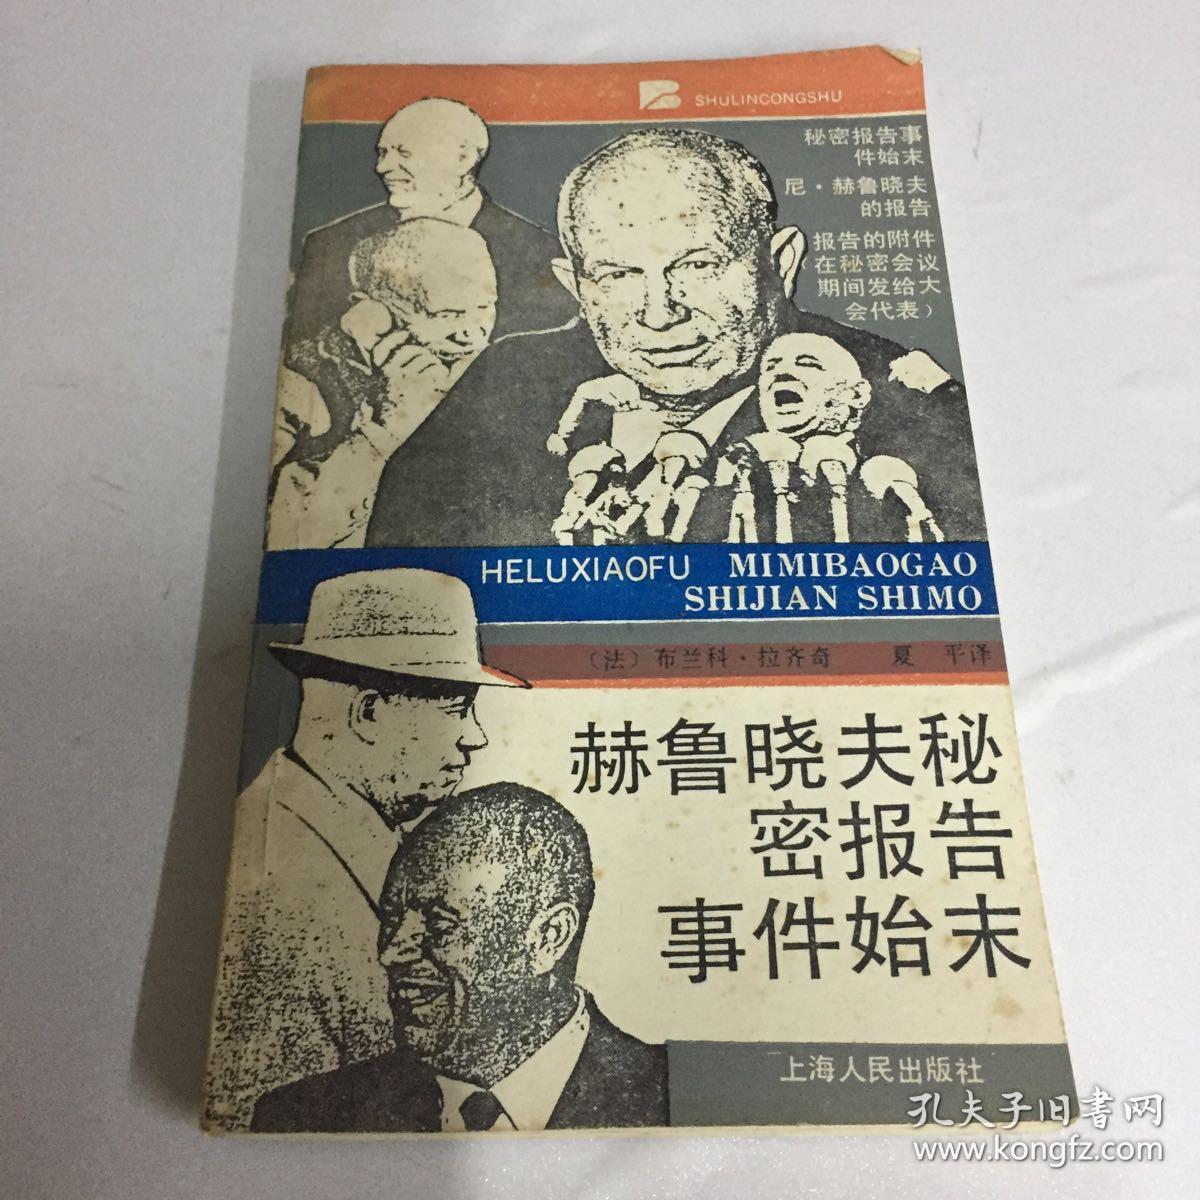 SHULINCONGSHU
秘密报告事
件始末
尼·赫鲁晓夫
的报告
报告的附件
在秘密会议
期间发给大
会代表）
HELUXIAOFU MIMIBAOGAO
SHIJIAN SHIMO
（法）布兰科·拉齐奇 夏 平译
赫鲁晓夫秘
密报告
事件始末
上海人民出版社
孔夫子旧书网
www.kongfz.com